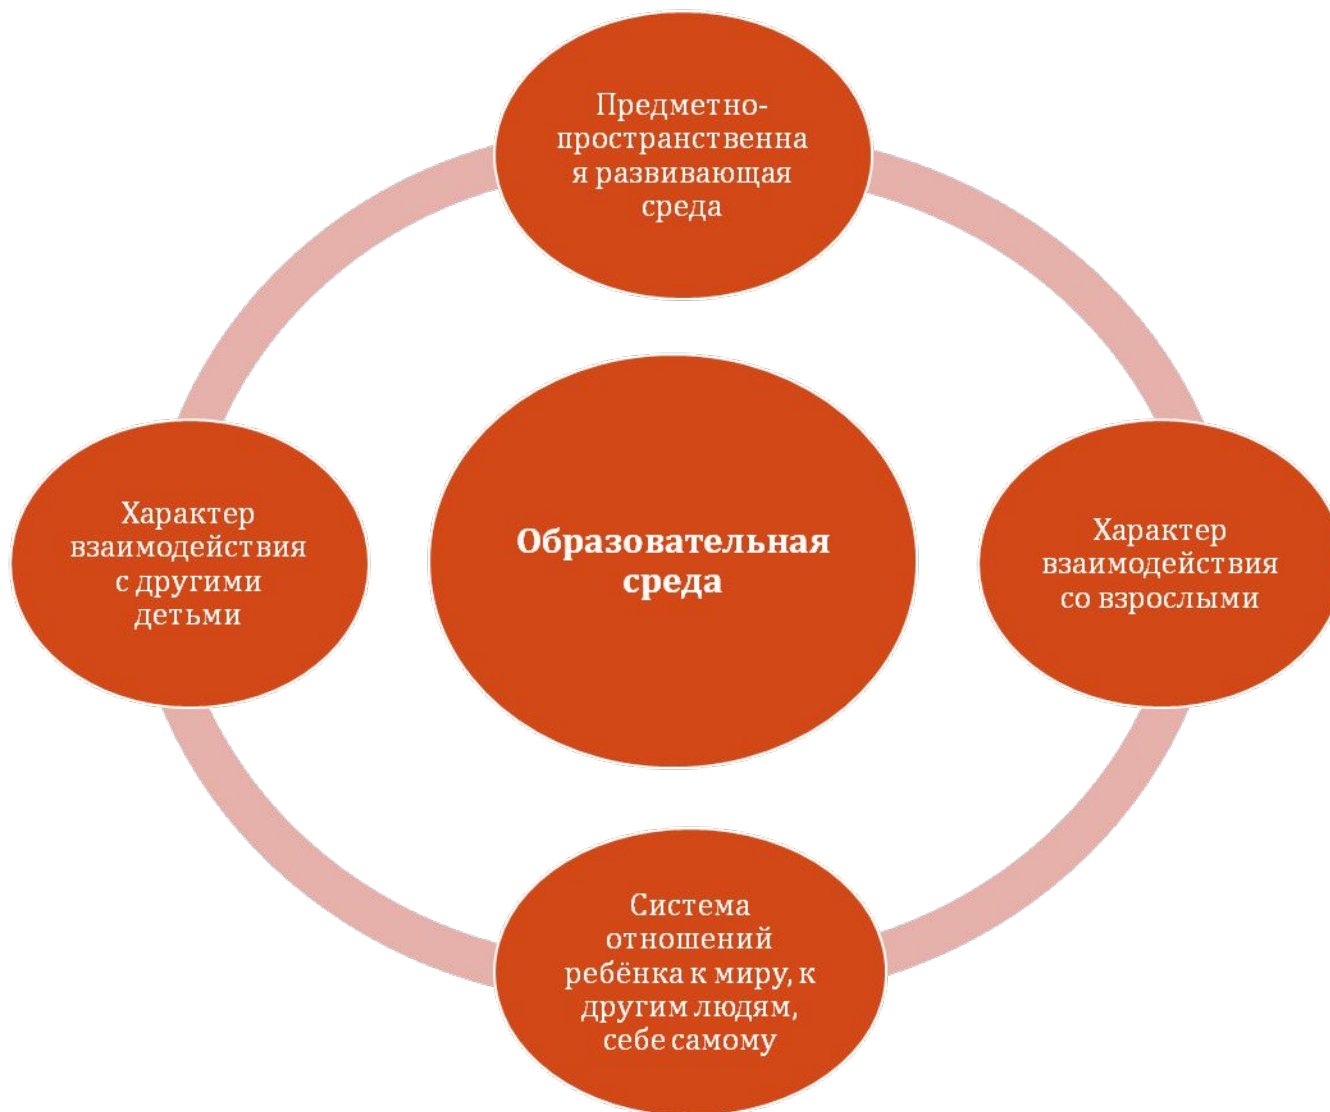 Предметно-
пространственна
я развивающая
среда
Характер
взаимодействия
с другими
детьми
Образовательная
среда
Характер
взаимодействия
со взрослыми
Система
отношений
ребёнка к миру, к
другим людям,
себе самому